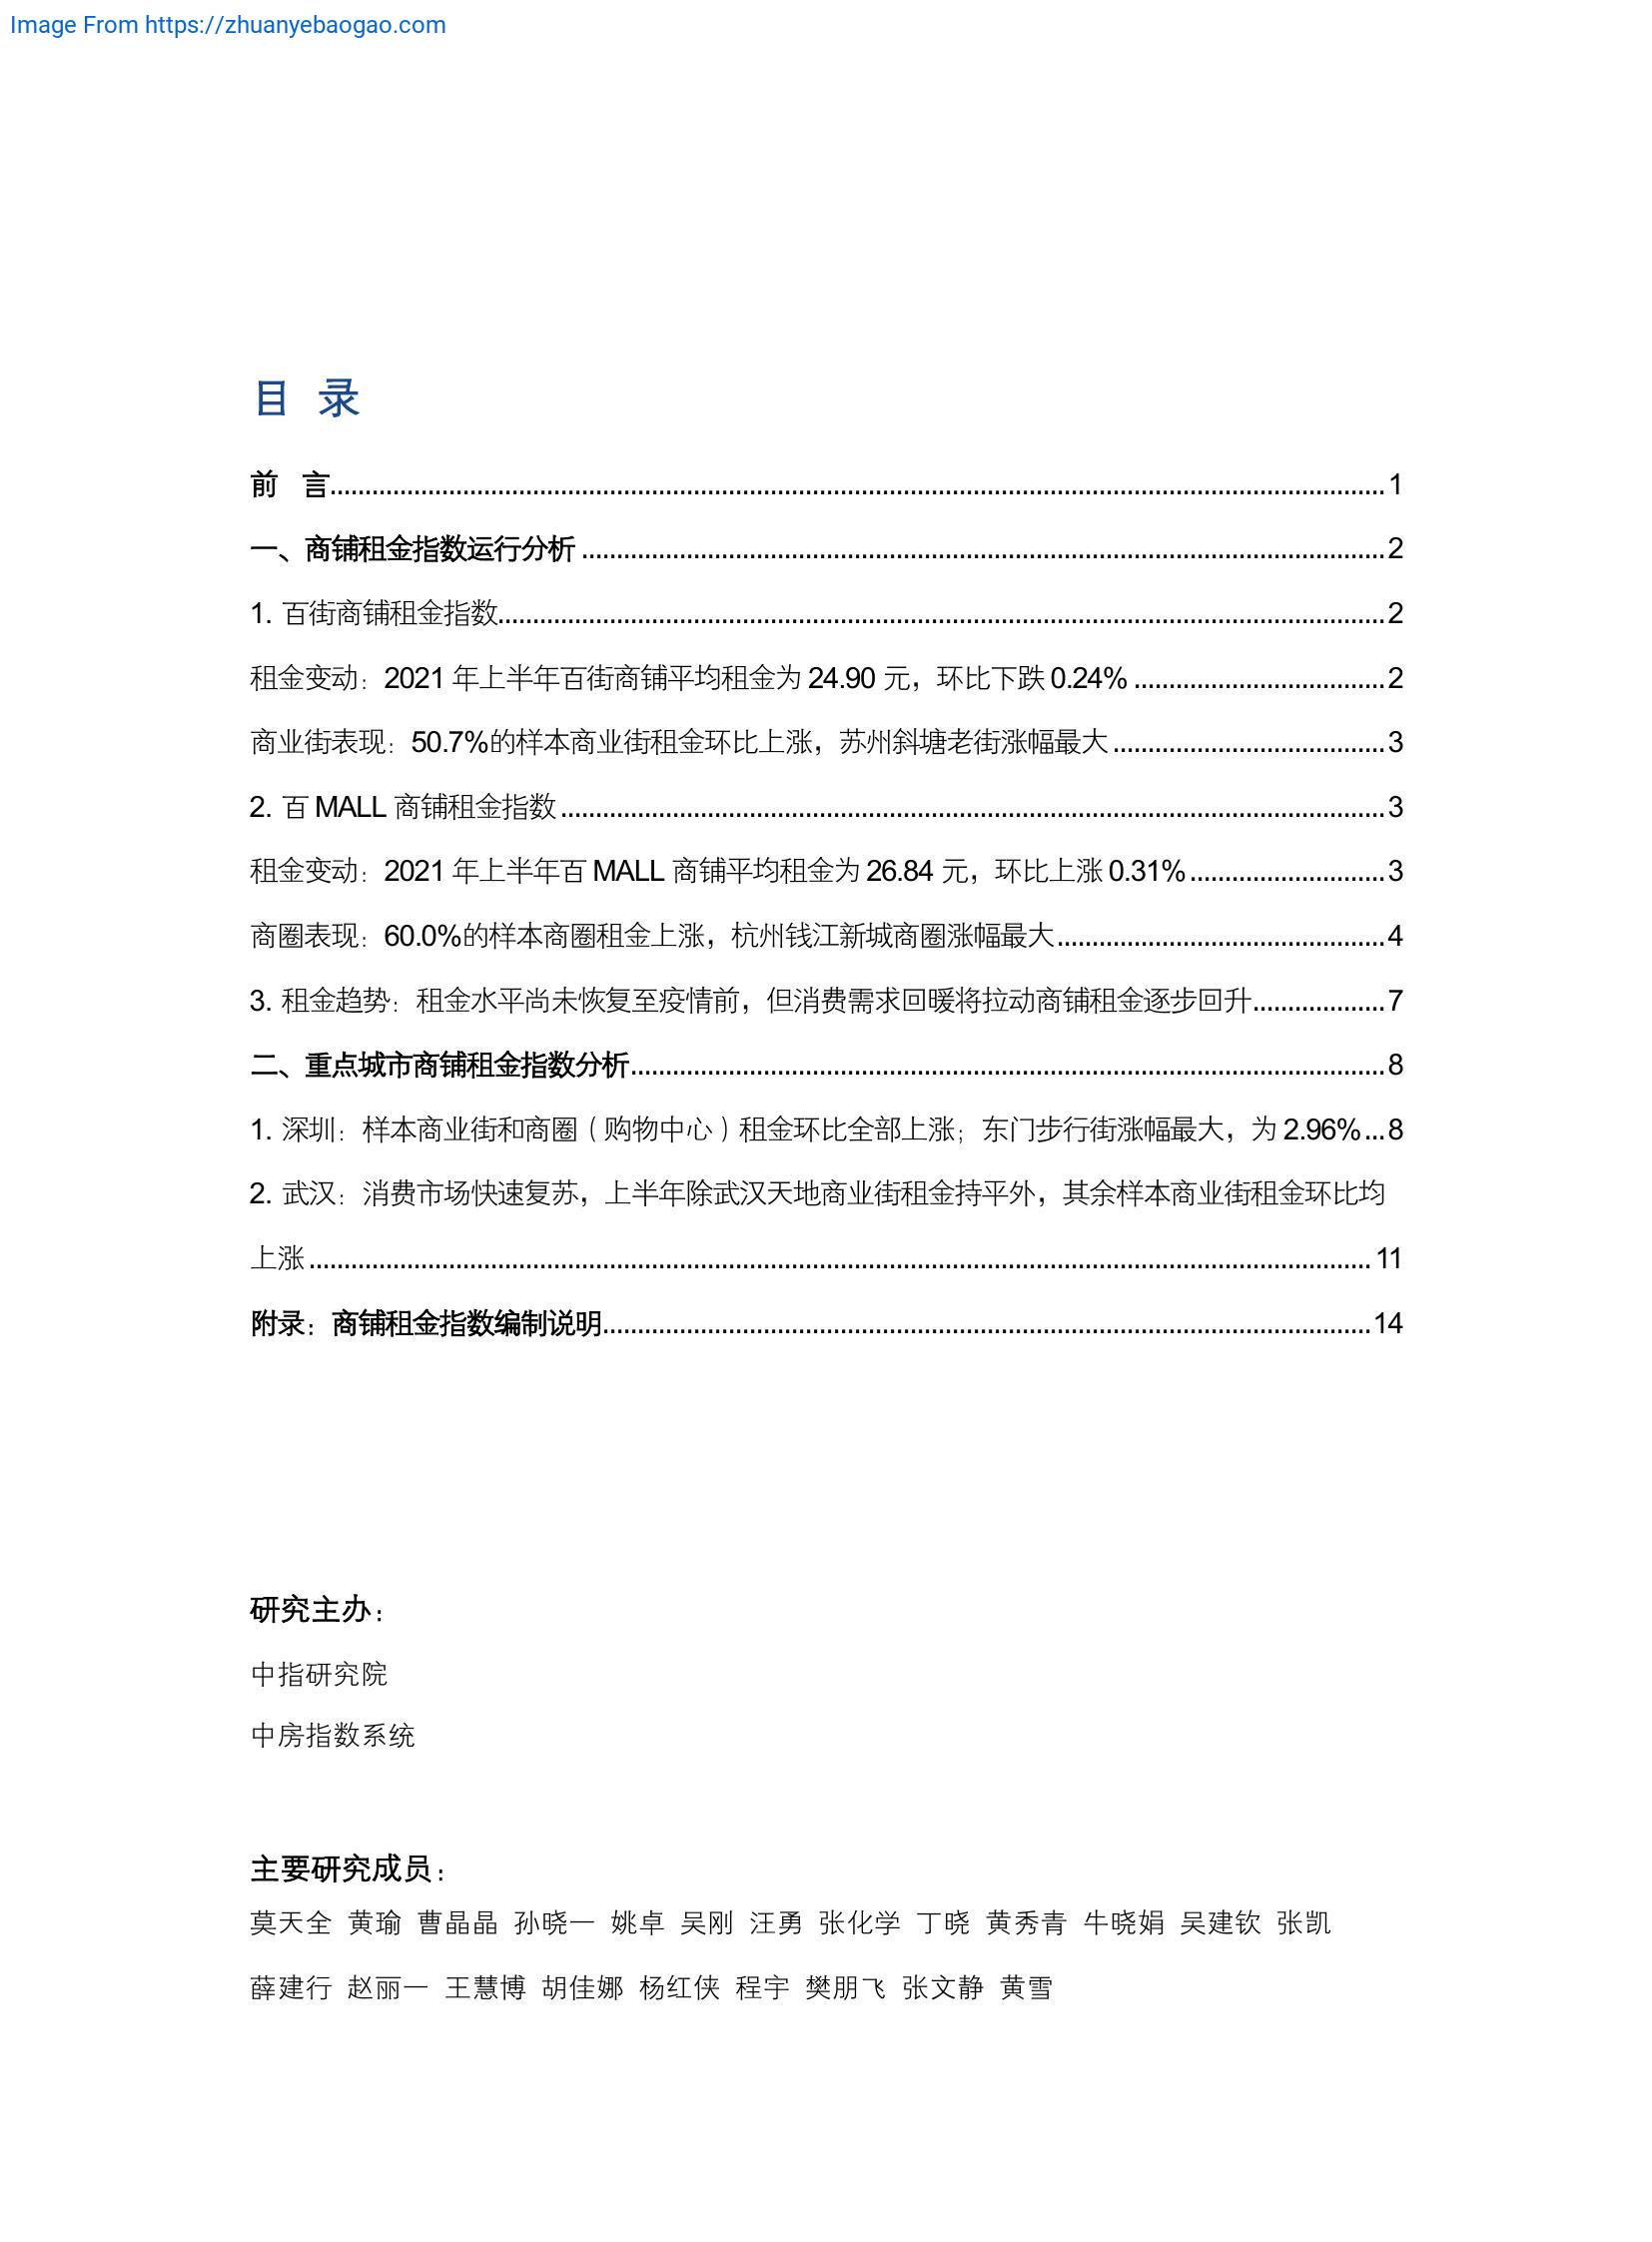 Image From https://zhuanyebaogao.com
目 录
前 言........................................1
一、商铺租金指数运行分析........................................2
1. 百街商铺租金指数........................................2
租金变动：2021 年上半年百街商铺平均租金为 24.90 元，环比下跌 0.24%........................................2
商业街表现：50.7%的样本商业街租金环比上涨，苏州斜塘老街涨幅最大........................................3
2. 百 MALL 商铺租金指数........................................3
租金变动：2021 年上半年百 MALL 商铺平均租金为 26.84 元，环比上涨 0.31%........................................3
商圈表现：60.0%的样本商圈租金上涨，杭州钱江新城商圈涨幅最大........................................4
3. 租金趋势：租金水平尚未恢复至疫情前，但消费需求回暖将拉动商铺租金逐步回升...................7
二、重点城市商铺租金指数分析........................................8
1. 深圳：样本商业街和商圈（购物中心）租金环比全部上涨；东门步行街涨幅最大，为 2.96%...8
2. 武汉：消费市场快速复苏，上半年除武汉天地商业街租金持平外，其余样本商业街租金环比均
上涨........................................11
附录：商铺租金指数编制说明........................................14
研究主办：
中指研究院
中房指数系统
主要研究成员：
莫天全 黄瑜 曹晶晶 孙晓一 姚卓 吴刚 汪勇 张化学 丁晓 黄秀青 牛晓娟 吴建钦 张凯
薛建行 赵丽一 王慧博 胡佳娜 杨红侠 程宇 樊朋飞 张文静 黄雪